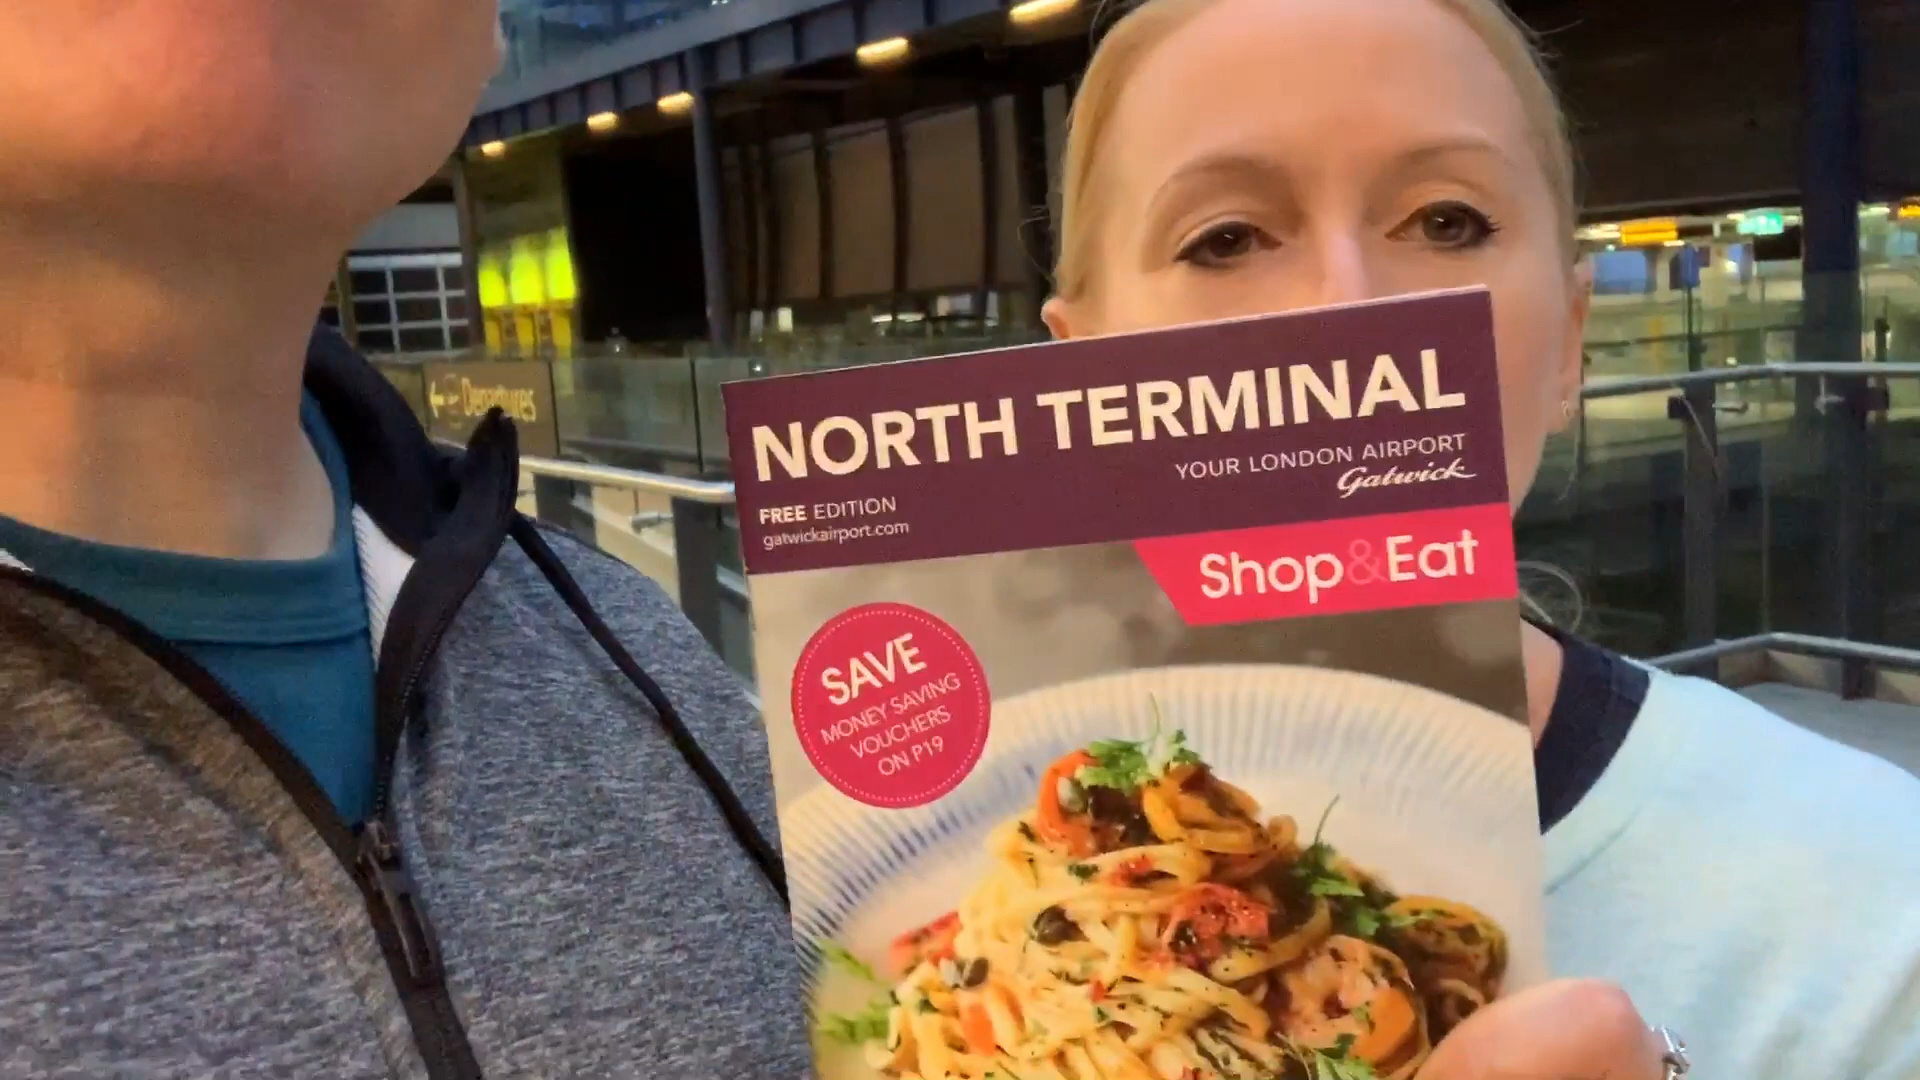 ← Departures
NORTH TERMINAL
YOUR LONDON AIRPORT
Gatwick
FREE EDITION
gatwickairport.com
Shop&Eat
SAVE
MONEY SAVING
VOUCHERS
ON P19